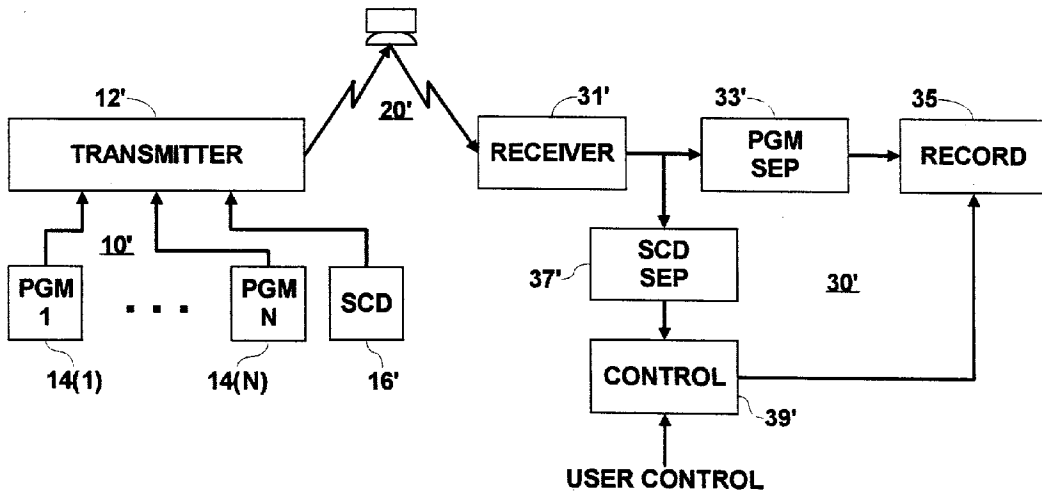 12'
TRANSMITTER
20'
31'
RECEIVER
33'
PGM
SEP
35
RECORD
10'
PGM
1
. . .
PGM
N
SCD
14(1)
14(N)
16'
37'
SCD
SEP
30'
CONTROL
39'
USER CONTROL